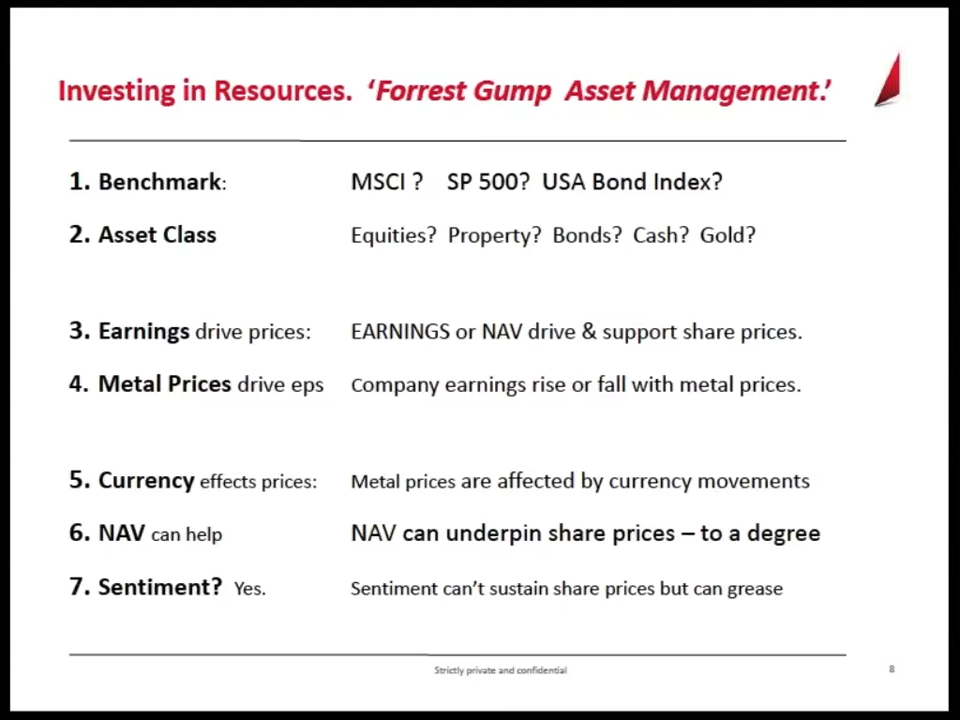 Investing in Resources. ‘Forrest Gump Asset Management.’
1. Benchmark: MSCI ? SP 500? USA Bond Index?
2. Asset Class Equities? Property? Bonds? Cash? Gold?
3. Earnings drive prices: EARNINGS or NAV drive & support share prices.
4. Metal Prices drive eps Company earnings rise or fall with metal prices.
5. Currency effects prices: Metal prices are affected by currency movements
6. NAV can help NAV can underpin share prices – to a degree
7. Sentiment? Yes. Sentiment can’t sustain share prices but can grease
Strictly private and confidential 8